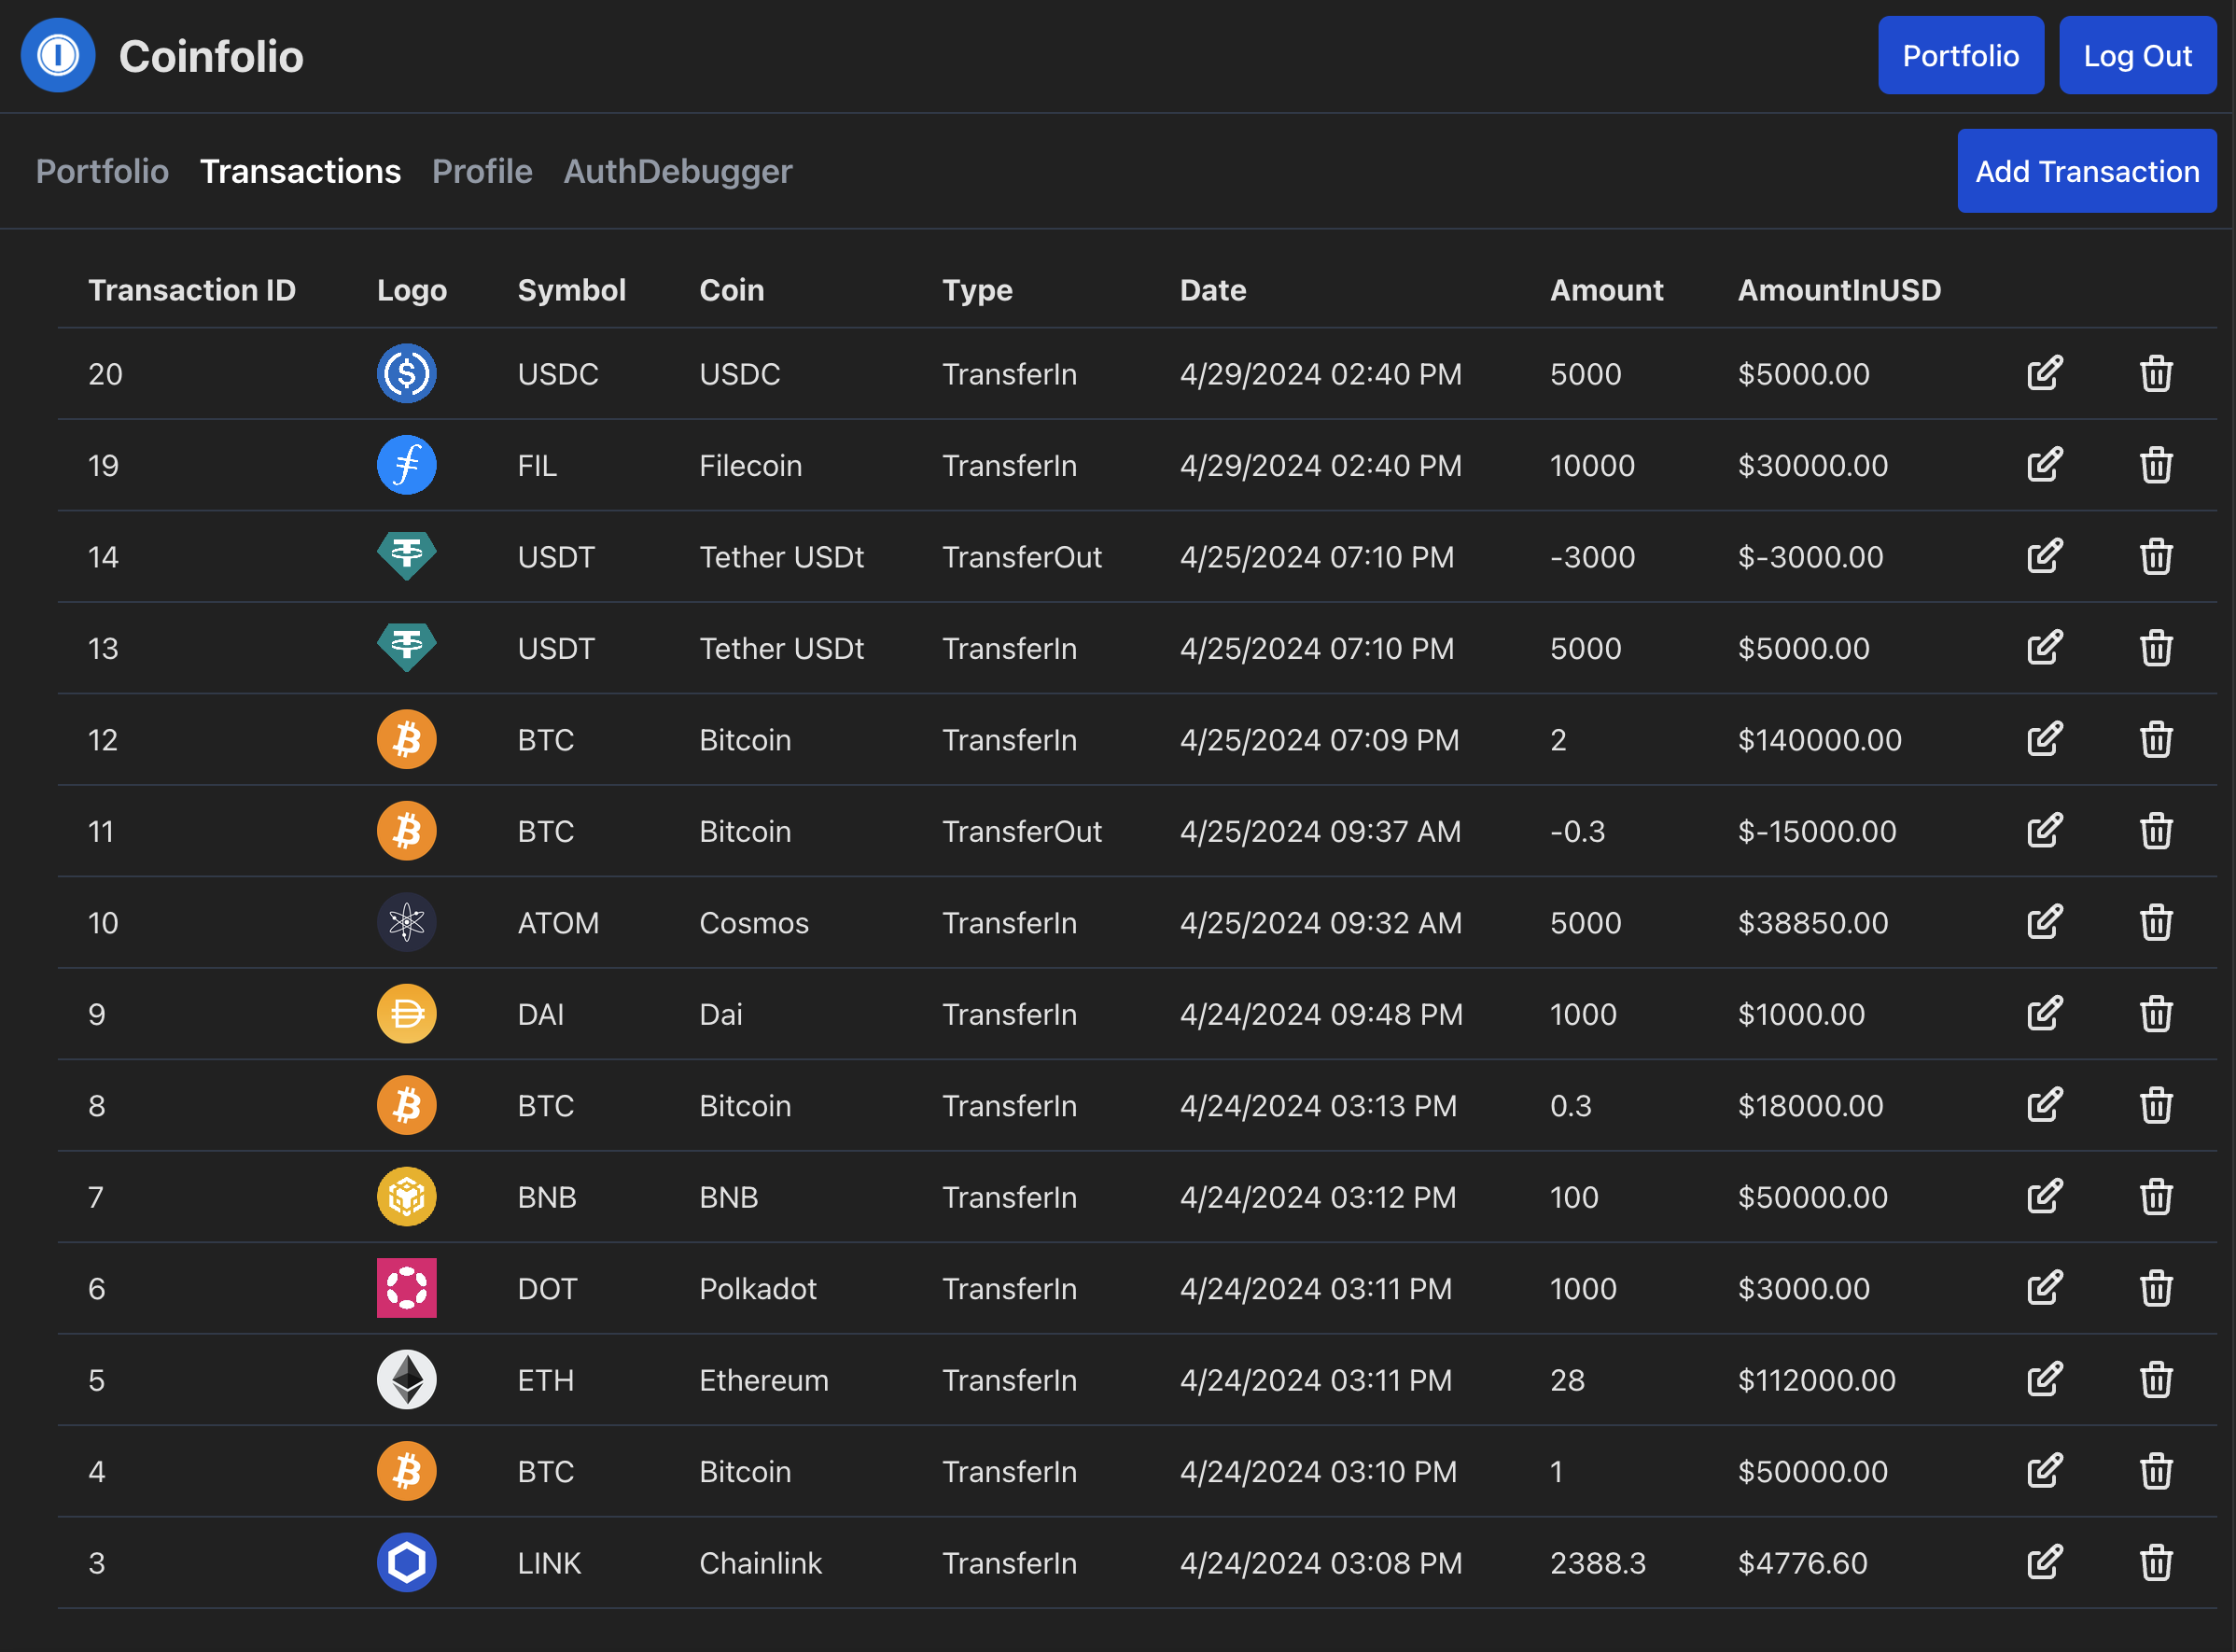 Coinfolio Portfolio Log Out
Portfolio Transactions Profile AuthDebugger Add Transaction
Transaction ID Logo Symbol Coin Type Date Amount AmountInUSD
20 USDC USDC TransferIn 4/29/2024 02:40 PM 5000 $5000.00
19 FIL Filecoin TransferIn 4/29/2024 02:40 PM 10000 $30000.00
14 USDT Tether USDt TransferOut 4/25/2024 07:10 PM -3000 $-3000.00
13 USDT Tether USDt TransferIn 4/25/2024 07:10 PM 5000 $5000.00
12 BTC Bitcoin TransferIn 4/25/2024 07:09 PM 2 $140000.00
11 BTC Bitcoin TransferOut 4/25/2024 09:37 AM -0.3 $-15000.00
10 ATOM Cosmos TransferIn 4/25/2024 09:32 AM 5000 $38850.00
9 DAI Dai TransferIn 4/24/2024 09:48 PM 1000 $1000.00
8 BTC Bitcoin TransferIn 4/24/2024 03:13 PM 0.3 $18000.00
7 BNB BNB TransferIn 4/24/2024 03:12 PM 100 $50000.00
6 DOT Polkadot TransferIn 4/24/2024 03:11 PM 1000 $3000.00
5 ETH Ethereum TransferIn 4/24/2024 03:11 PM 28 $112000.00
4 BTC Bitcoin TransferIn 4/24/2024 03:10 PM 1 $50000.00
3 LINK Chainlink TransferIn 4/24/2024 03:08 PM 2388.3 $4776.60